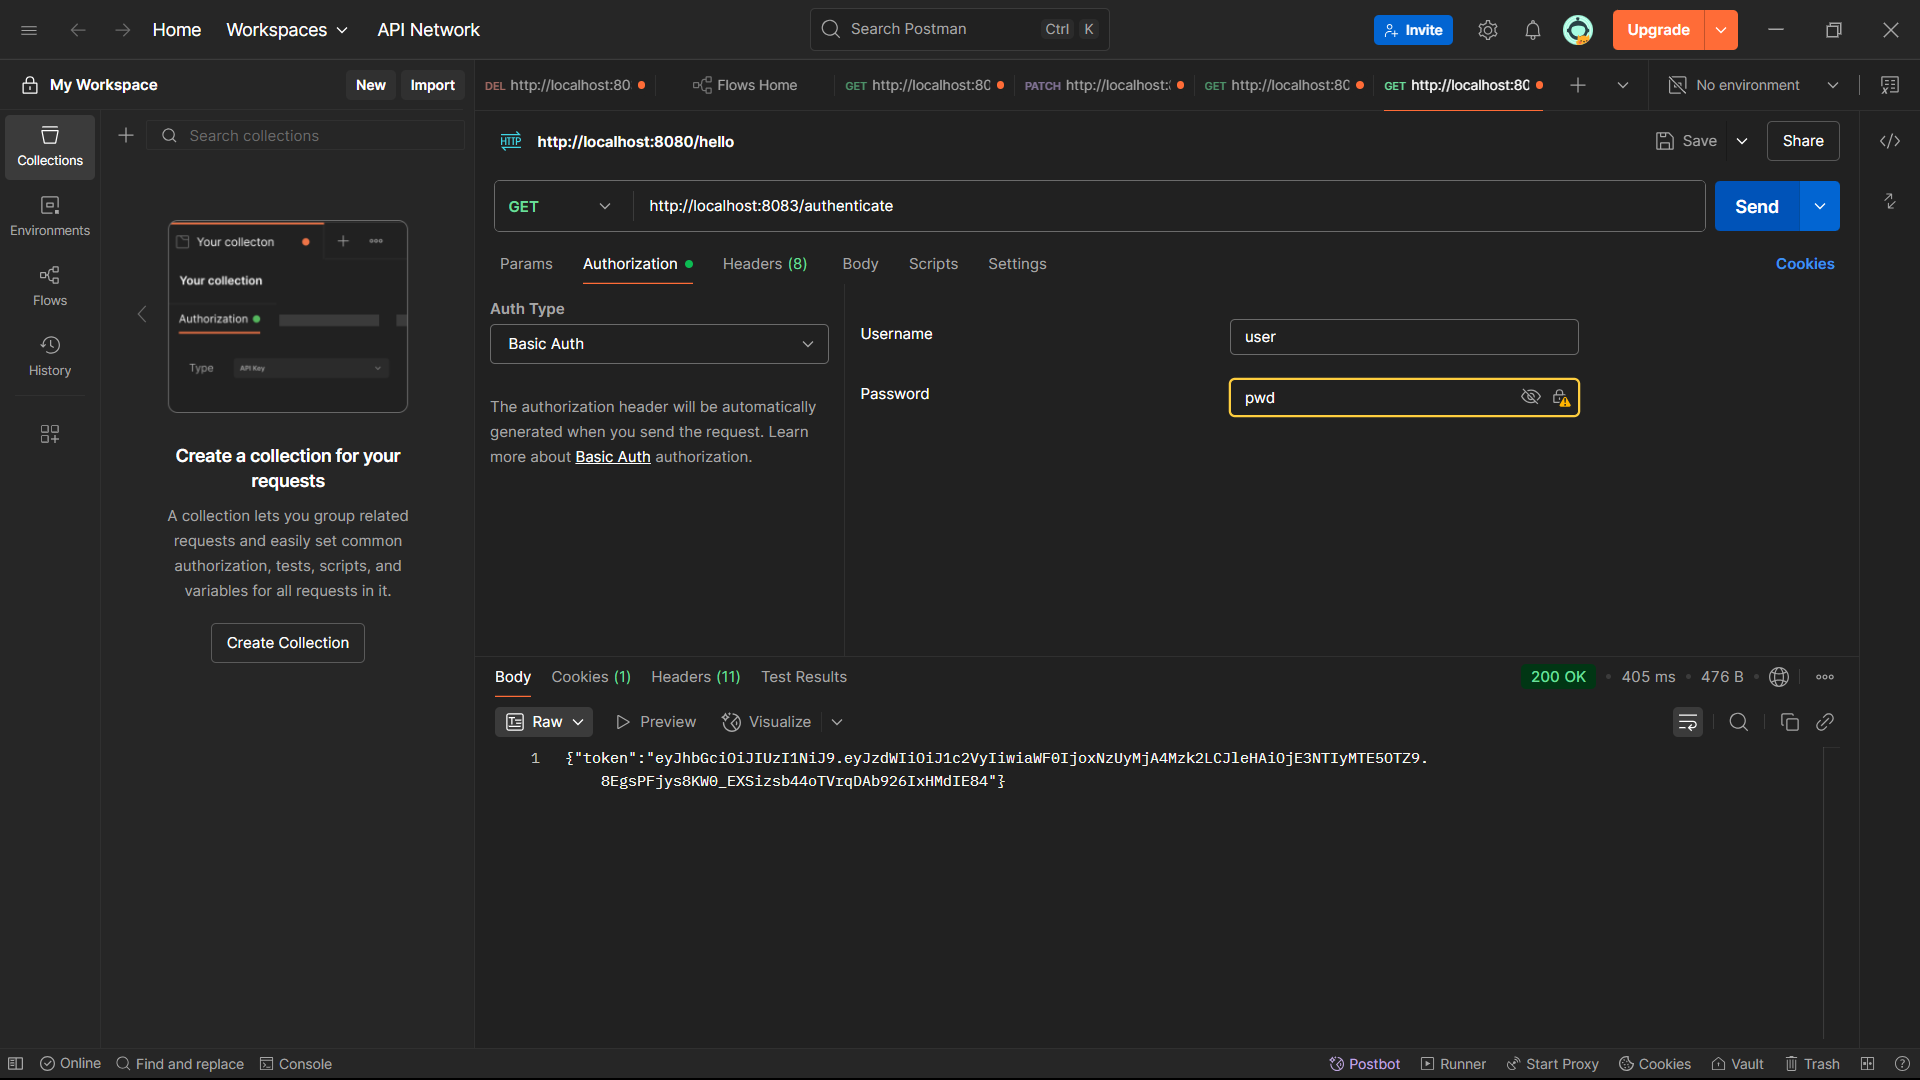 Home
Workspaces
API Network
Search Postman
Ctrl
K
Invite
Upgrade
My Workspace
New
Import
DEL http://localhost:80
Flows Home
GET http://localhost:80
PATCH http://localhost:
GET http://localhost:80
GET http://localhost:80
No environment
Collections
Environments
Flows
History
Search collections
Your collecton
Your collection
Authorization
Type
API Key
Create a collection for your
requests
A collection lets you group related
requests and easily set common
authorization, tests, scripts, and
variables for all requests in it.
Create Collection
HTTP
http://localhost:8080/hello
Save
Share
GET
http://localhost:8083/authenticate
Send
Params
Authorization
Headers (8)
Body
Scripts
Settings
Cookies
Auth Type
Basic Auth
The authorization header will be automatically
generated when you send the request. Learn
more about Basic Auth authorization.
Username
user
Password
pwd
Body
Cookies (1)
Headers (11)
Test Results
200 OK
405 ms
476 B
Raw
Preview
Visualize
1
{"token":"eyJhbGciOiJIUzI1NiJ9.eyJzdWIiOiJ1c2VyIiwiaWF0IjoxNzUyMjA4Mzk2LCJleHAiOjE3NTIyMTE5OTZ9.
8EgsPFjys8KW0_EXSizsb44oTVrqDAb926IxHMdIE84"}
Online
Find and replace
Console
Postbot
Runner
Start Proxy
Cookies
Vault
Trash